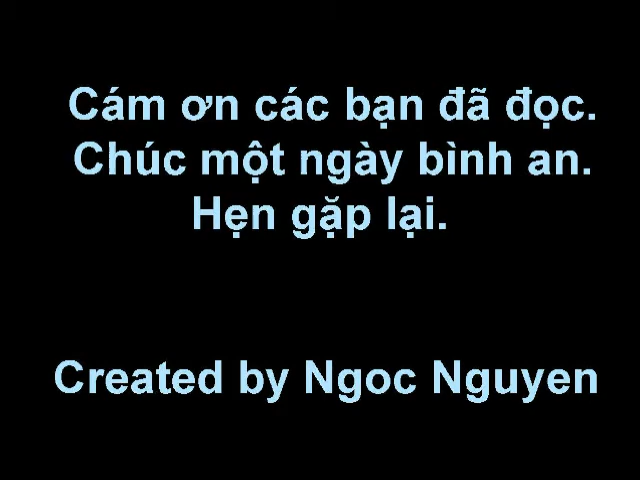 Cám ơn các bạn đã đọc.
Chúc một ngày bình an.
Hẹn gặp lại.
Created by Ngoc Nguyen